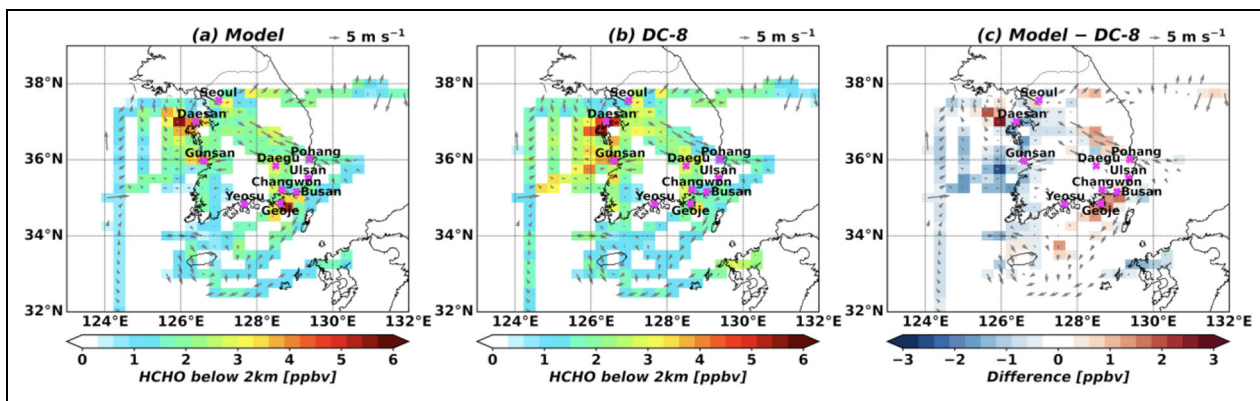 (a) Model
5 m s⁻¹
(b) DC-8
5 m s⁻¹
(c) Model − DC-8
5 m s⁻¹
38°N
36°N
34°N
32°N
Seoul
Daesan
Gunsan
Daegu
Pohang
Ulsan
Changwon
Busan
Yeosu
Geoje
124°E
126°E
128°E
130°E
132°E
38°N
36°N
34°N
32°N
Seoul
Daesan
Gunsan
Daegu
Pohang
Ulsan
Changwon
Busan
Yeosu
Geoje
124°E
126°E
128°E
130°E
132°E
38°N
36°N
34°N
32°N
Seoul
Daesan
Gunsan
Daegu
Pohang
Ulsan
Changwon
Busan
Yeosu
Geoje
124°E
126°E
128°E
130°E
132°E
0 1 2 3 4 5 6
HCHO below 2km [ppbv]
0 1 2 3 4 5 6
HCHO below 2km [ppbv]
−3 −2 −1 0 1 2 3
Difference [ppbv]